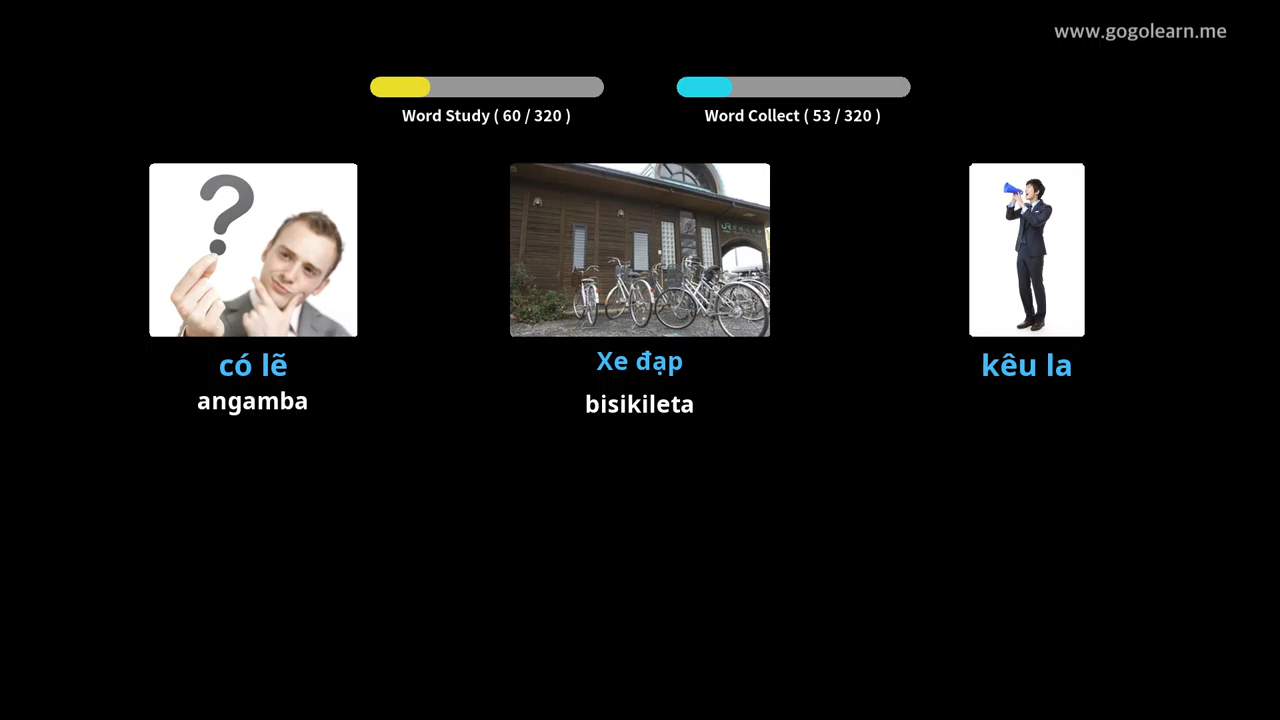 www.gogolearn.me
Word Study ( 60 / 320 )
Word Collect ( 53 / 320 )
có lẽ
angamba
Xe đạp
bisikileta
kêu la